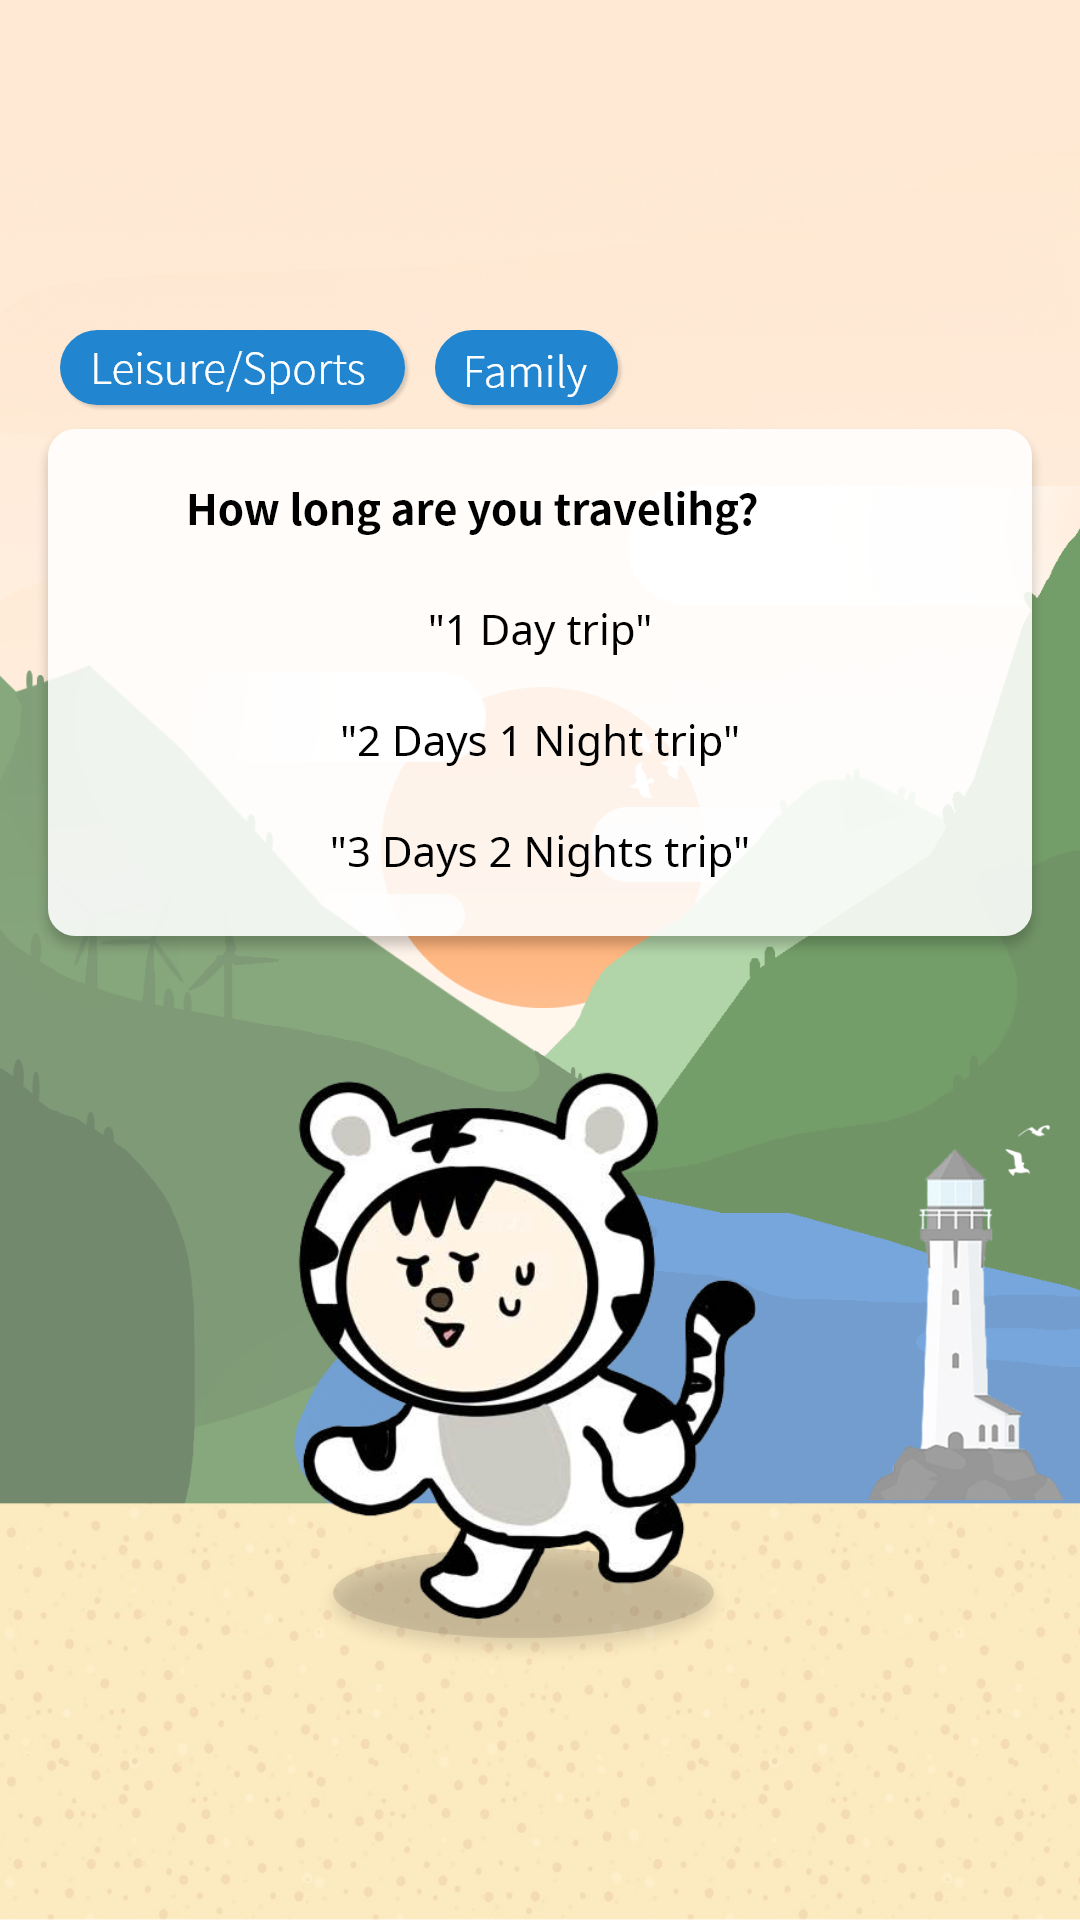 Leisure/Sports Family
How long are you travelihg?
"1 Day trip"
"2 Days 1 Night trip"
"3 Days 2 Nights trip"